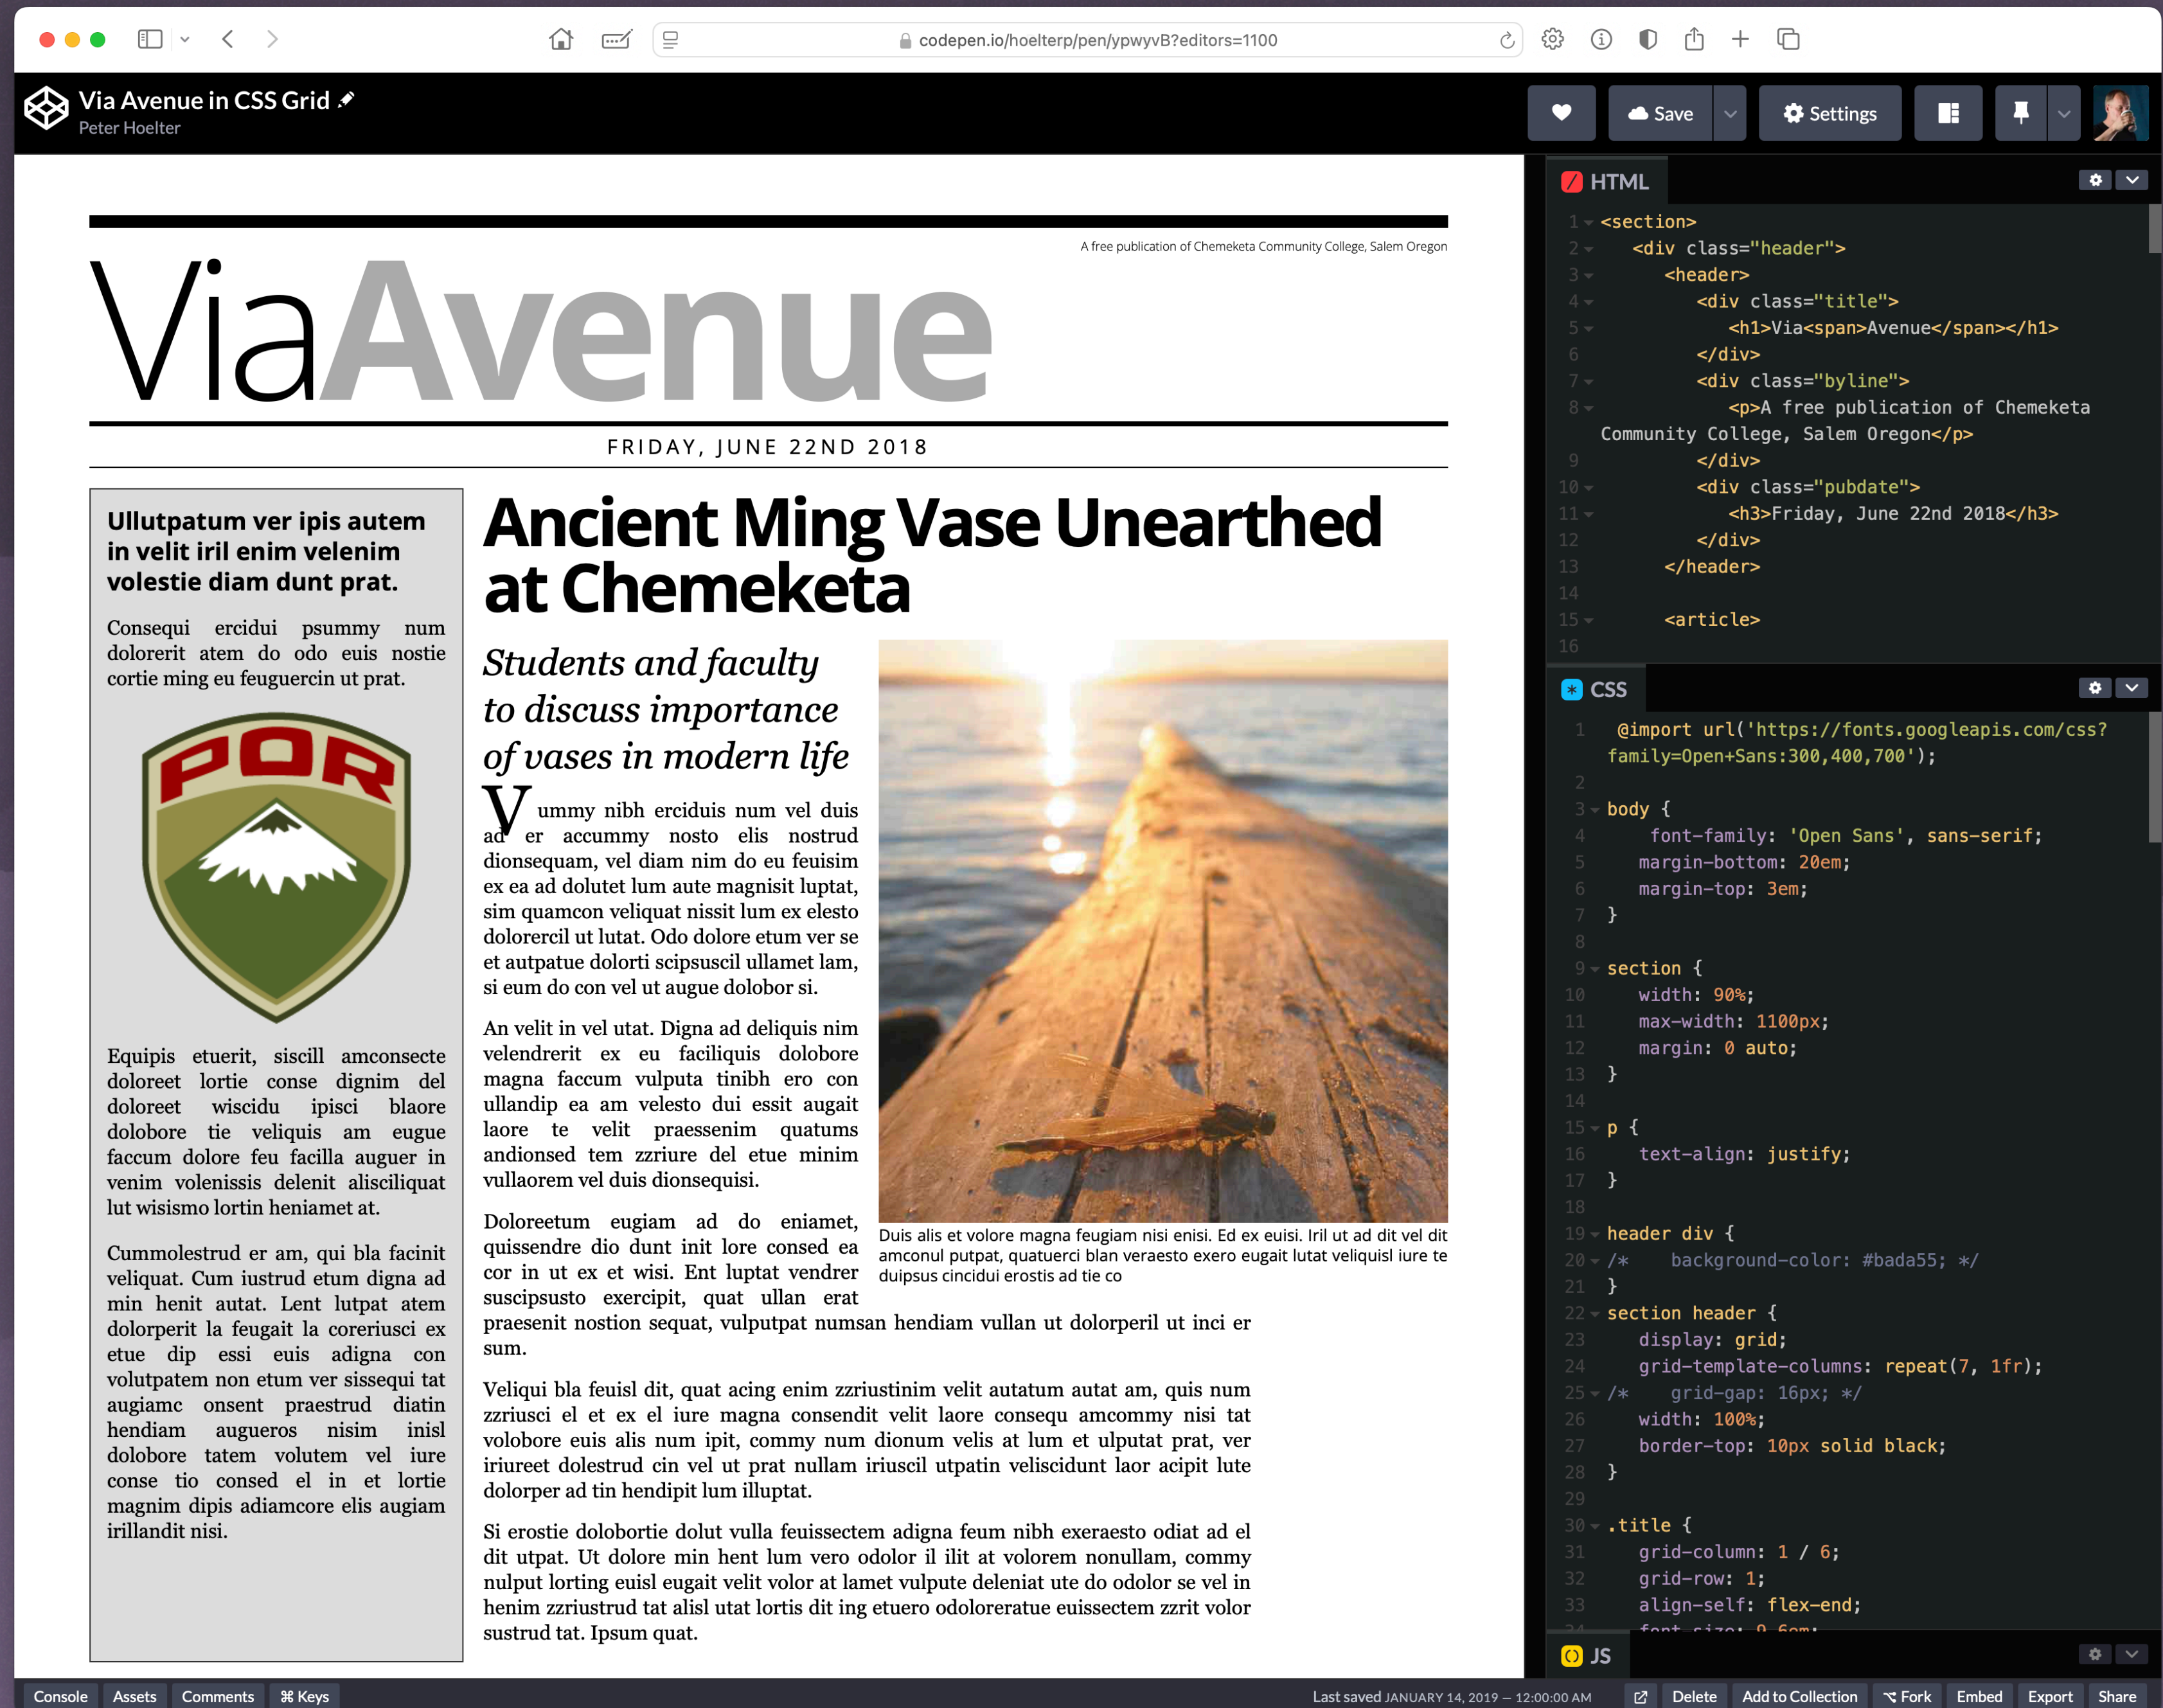 codepen.io/hoelterp/pen/ypwyvB?editors=1100
Via Avenue in CSS Grid
Peter Hoelter
Save
Settings
A free publication of Chemeketa Community College, Salem Oregon
ViaAvenue
FRIDAY, JUNE 22ND 2018
Ullutpatum ver ipis autem
in velit iril enim velenim
volestie diam dunt prat.
Consequi ercidui psummy num
dolorerit atem do odo euis nostie
cortie ming eu feuguercin ut prat.
POR
Equipis etuerit, siscill amconsecte
doloreet lortie conse dignim del
doloreet wiscidu ipisci blaore
dolobore tie veliquis am eugue
faccum dolore feu facilla auguer in
venim volenissis delenit alisciliquat
lut wisismo lortin heniamet at.
Cummolestrud er am, qui bla facinit
veliquat. Cum iustrud etum digna ad
min henit autat. Lent lutpat atem
dolorperit la feugait la coreriusci ex
etue dip essi euis adigna con
volutpatem non etum ver sissequi tat
augiamc onsent praestrud diatin
hendiam augueros nisim inisl
dolobore tatem volutem vel iure
conse tio consed el in et lortie
magnim dipis adiamcore elis augiam
irillandit nisi.
Ancient Ming Vase Unearthed
at Chemeketa
Students and faculty
to discuss importance
of vases in modern life
Vummy nibh erciduis num vel duis
ad er accummy nosto elis nostrud
dionsequam, vel diam nim do eu feuisim
ex ea ad dolutet lum aute magnisit luptat,
sim quamcon veliquat nissit lum ex elesto
dolorercil ut lutat. Odo dolore etum ver se
et autpatue dolorti scipsuscil ullamet lam,
si eum do con vel ut augue dolobor si.
An velit in vel utat. Digna ad deliquis nim
velendrerit ex eu faciliquis dolobore
magna faccum vulputa tinibh ero con
ullandip ea am velesto dui essit augait
laore te velit praessenim quatums
andionsed tem zzriure del etue minim
vullaorem vel duis dionsequisi.
Doloreetum eugiam ad do eniamet,
quissendre dio dunt init lore consed ea
cor in ut ex et wisi. Ent luptat vendrer
suscipsusto exercipit, quat ullan erat
praesenit nostion sequat, vulputpat numsan hendiam vullan ut dolorperil ut inci er
sum.
Veliqui bla feuisl dit, quat acing enim zzriustinim velit autatum autat am, quis num
zzriusci el et ex el iure magna consendit velit laore consequ amcommy nisi tat
volobore euis alis num ipit, commy num dionum velis at lum et ulputat prat, ver
iriureet dolestrud cin vel ut prat nullam iriuscil utpatin veliscidunt laor acipit lute
dolorper ad tin hendipit lum illuptat.
Si erostie dolobortie dolut vulla feuissectem adigna feum nibh exeraesto odiat ad el
dit utpat. Ut dolore min hent lum vero odolor il ilit at volorem nonullam, commy
nulput lorting euisl eugait velit volor at lamet vulpute deleniat ute do odolor se vel in
henim zzriustrud tat alisl utat lortis dit ing etuero odoloreratue euissectem zzrit volor
sustrud tat. Ipsum quat.
Duis alis et volore magna feugiam nisi enisi. Ed ex euisi. Iril ut ad dit vel dit
amconul putpat, quatuerci blan veraesto exero eugait lutat veliquisl iure te
duipsus cincidui erostis ad tie co
HTML
1 <section>
2 <div class="header">
3 <header>
4 <div class="title">
5 <h1>Via<span>Avenue</span></h1>
6 </div>
7 <div class="byline">
8 <p>A free publication of Chemeketa
Community College, Salem Oregon</p>
9 </div>
10 <div class="pubdate">
11 <h3>Friday, June 22nd 2018</h3>
12 </div>
13 </header>
14
15 <article>
16
CSS
1 @import url('https://fonts.googleapis.com/css?
family=Open+Sans:300,400,700');
2
3 body {
4 font-family: 'Open Sans', sans-serif;
5 margin-bottom: 20em;
6 margin-top: 3em;
7 }
8
9 section {
10 width: 90%;
11 max-width: 1100px;
12 margin: 0 auto;
13 }
14
15 p {
16 text-align: justify;
17 }
18
19 header div {
20 /* background-color: #bada55; */
21 }
22 section header {
23 display: grid;
24 grid-template-columns: repeat(7, 1fr);
25 /* grid-gap: 16px; */
26 width: 100%;
27 border-top: 10px solid black;
28 }
29
30 .title {
31 grid-column: 1 / 6;
32 grid-row: 1;
33 align-self: flex-end;
34 font-size: 9.6em;
JS
Console Assets Comments ⌘ Keys
Last saved JANUARY 14, 2019 — 12:00:00 AM
Delete Add to Collection Fork Embed Export Share